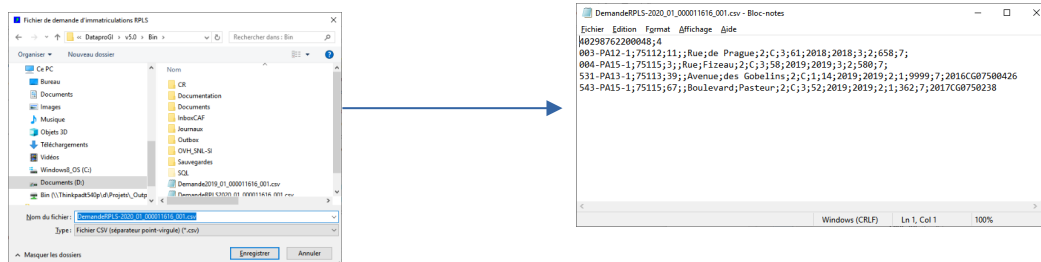 Fichier de demande d'immatriculations RPLS
« DataproGI › v5.0 › Bin
Rechercher dans : Bin
Organiser
Nouveau dossier
Ce PC
Bureau
Documents
Images
Musique
Objets 3D
Téléchargements
Vidéos
Windows8_OS (C:)
Documents (D:)
Bin (\\Thinkpadt540p\d\Projets\_Outp
Nom
CR
Documentation
Documents
InboxCAF
Journaux
Outbox
OVH_SNL-SI
Sauvegardes
SQL
Demande2019_01_000011616_001.csv
DemandeRPLS2020_01_000011616_001.csv
Nom du fichier : DemandeRPLS-2020_01_000011616_001.csv
Type : Fichier CSV (séparateur point-virgule) (*.csv)
Masquer les dossiers
Enregistrer
Annuler
DemandeRPLS-2020_01_000011616_001.csv - Bloc-notes
Fichier Edition Format Affichage Aide
40298762200048;4
003-PA12-1;75112;11;;Rue;de Prague;2;C;3;61;2018;2018;3;2;658;7;
004-PA15-1;75115;3;;Rue;Fizeau;2;C;3;58;2019;2019;3;2;580;7;
531-PA13-1;75113;39;;Avenue;des Gobelins;2;C;1;14;2019;2019;2;1;9999;7;2016CG07500426
543-PA15-1;75115;67;;Boulevard;Pasteur;2;C;3;52;2019;2019;2;1;362;7;2017CG0750238
Windows (CRLF)
Ln 1, Col 1
100%